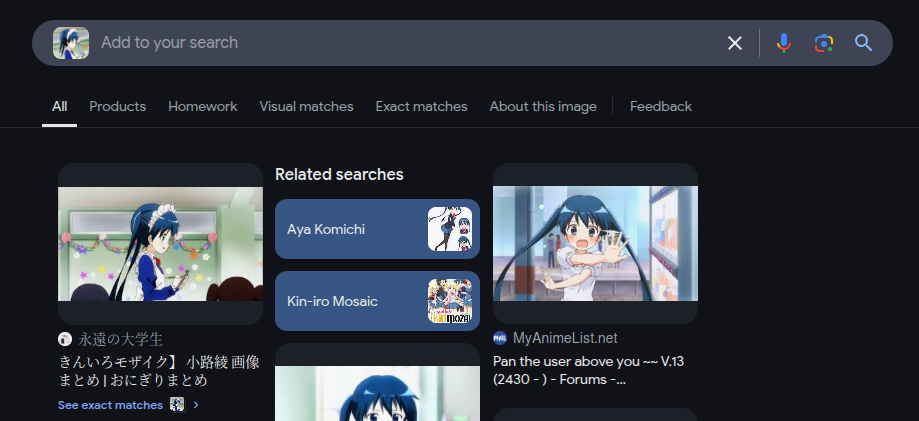 Add to your search
All
Products
Homework
Visual matches
Exact matches
About this image
Feedback
永遠の大学生
きんいろモザイク】 小路綾 画像
まとめ | おにぎりまとめ
See exact matches
Related searches
Aya Komichi
Kin-iro Mosaic
MyAnimeList.net
Pan the user above you ~~ V.13
(2430 - ) - Forums -...